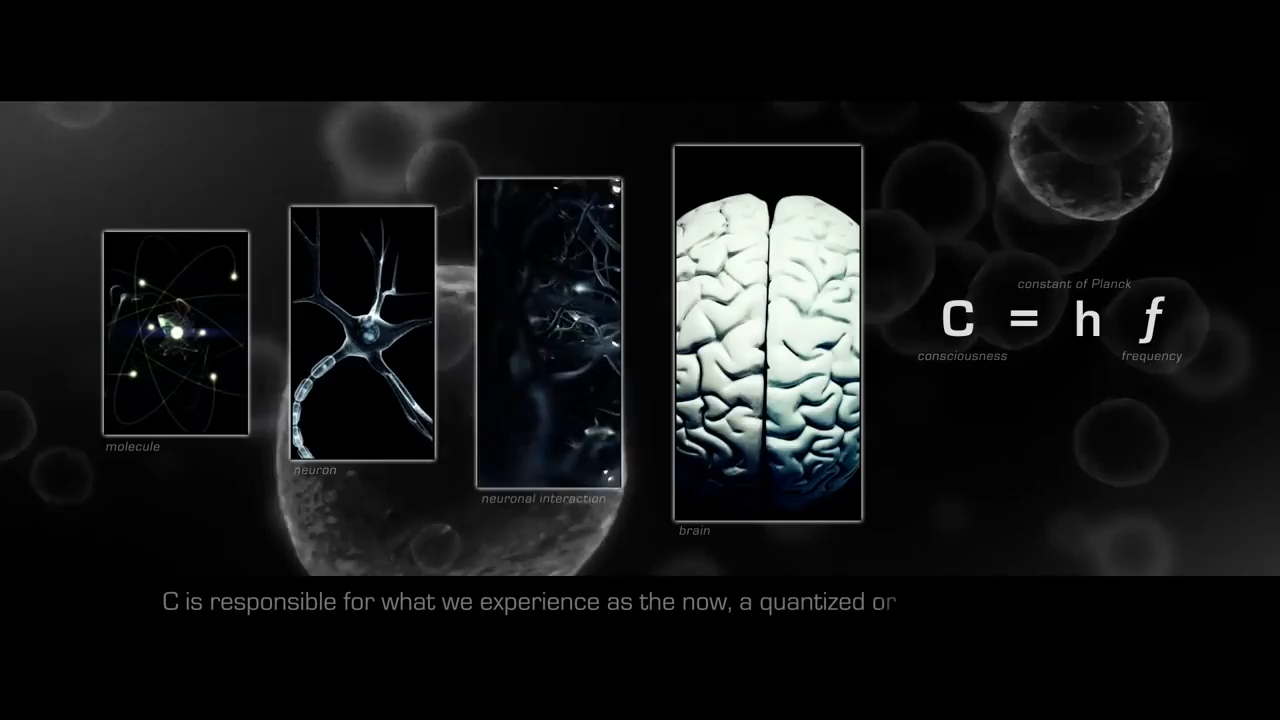 molecule
neuron
neuronal interaction
brain
constant of Planck
C = h f
consciousness
frequency
C is responsible for what we experience as the now, a quantized or